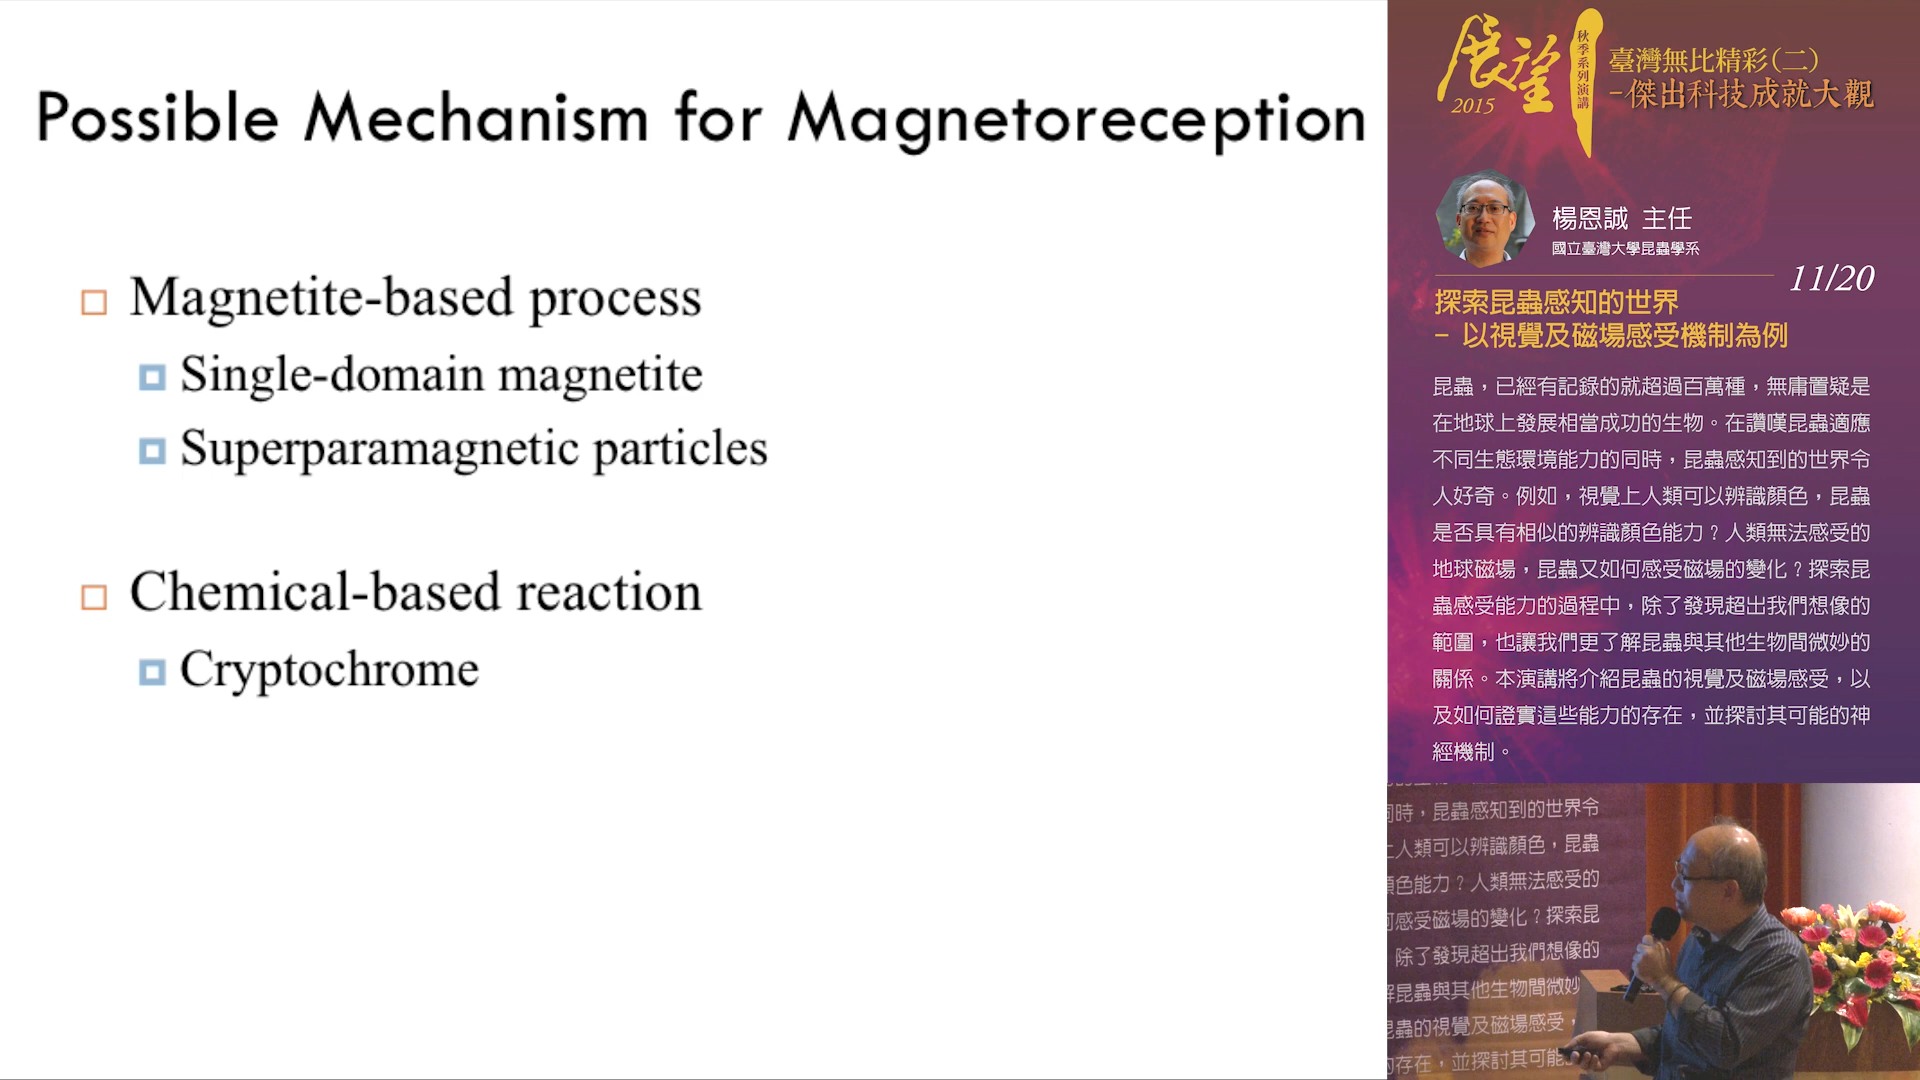 Possible Mechanism for Magnetoreception
Magnetite-based process
Single-domain magnetite
Superparamagnetic particles
Chemical-based reaction
Cryptochrome
展望
2015
秋季系列演講
臺灣無比精彩(二)
-傑出科技成就大觀
楊恩誠 主任
國立臺灣大學昆蟲學系
11/20
探索昆蟲感知的世界
- 以視覺及磁場感受機制為例
昆蟲，已經有記錄的就超過百萬種，無庸置疑是
在地球上發展相當成功的生物。在讚嘆昆蟲適應
不同生態環境能力的同時，昆蟲感知到的世界令
人好奇。例如，視覺上人類可以辨識顏色，昆蟲
是否具有相似的辨識顏色能力？人類無法感受的
地球磁場，昆蟲又如何感受磁場的變化？探索昆
蟲感受能力的過程中，除了發現超出我們想像的
範圍，也讓我們更了解昆蟲與其他生物間微妙的
關係。本演講將介紹昆蟲的視覺及磁場感受，以
及如何證實這些能力的存在，並探討其可能的神
經機制。
同時，昆蟲感知到的世界令
上人類可以辨識顏色，昆蟲
顏色能力？人類無法感受的
何感受磁場的變化？探索昆
除了發現超出我們想像的
解昆蟲與其他生物間微妙
昆蟲的視覺及磁場感受，
的存在，並探討其可能